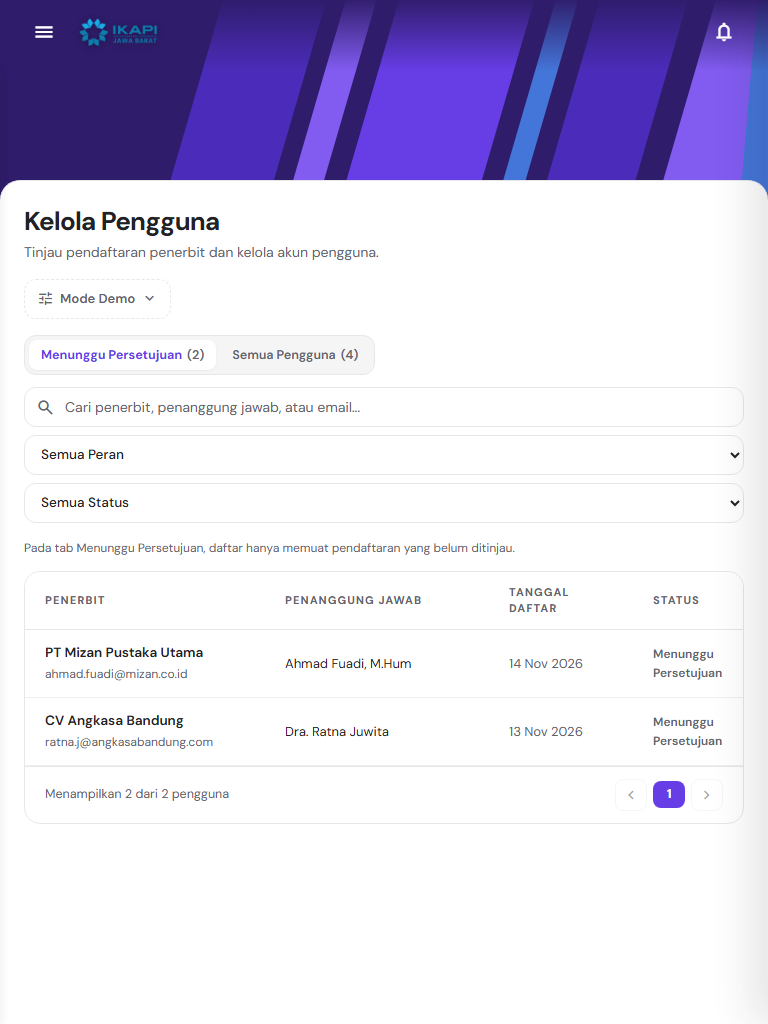 IKAPI
JAWA BARAT
Kelola Pengguna
Tinjau pendaftaran penerbit dan kelola akun pengguna.
Mode Demo
Menunggu Persetujuan (2) Semua Pengguna (4)
Cari penerbit, penanggung jawab, atau email...
Semua Peran
Semua Status
Pada tab Menunggu Persetujuan, daftar hanya memuat pendaftaran yang belum ditinjau.
PENERBIT PENANGGUNG JAWAB TANGGAL DAFTAR STATUS
PT Mizan Pustaka Utama
ahmad.fuadi@mizan.co.id
Ahmad Fuadi, M.Hum
14 Nov 2026
Menunggu
Persetujuan
CV Angkasa Bandung
ratna.j@angkasabandung.com
Dra. Ratna Juwita
13 Nov 2026
Menunggu
Persetujuan
Menampilkan 2 dari 2 pengguna
1